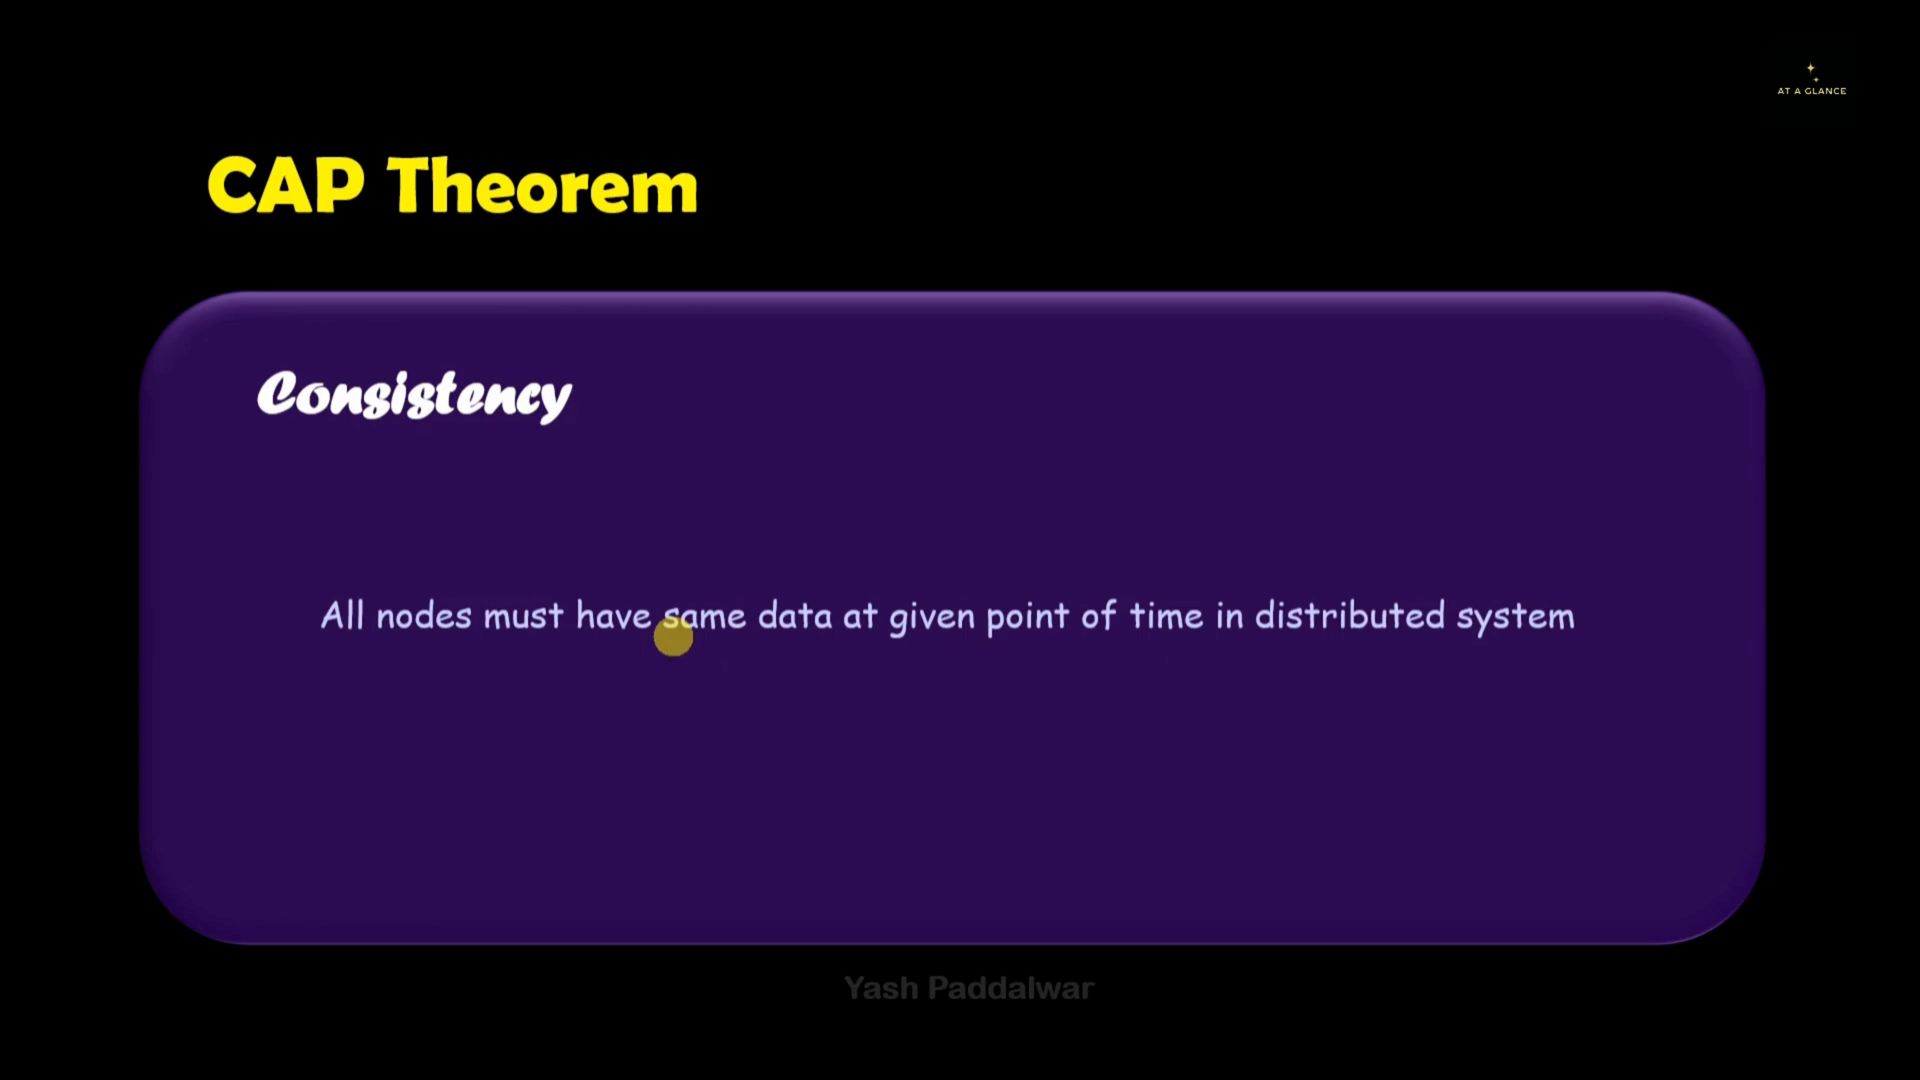 AT A GLANCE
CAP Theorem
Consistency
All nodes must have same data at given point of time in distributed system
Yash Paddalwar